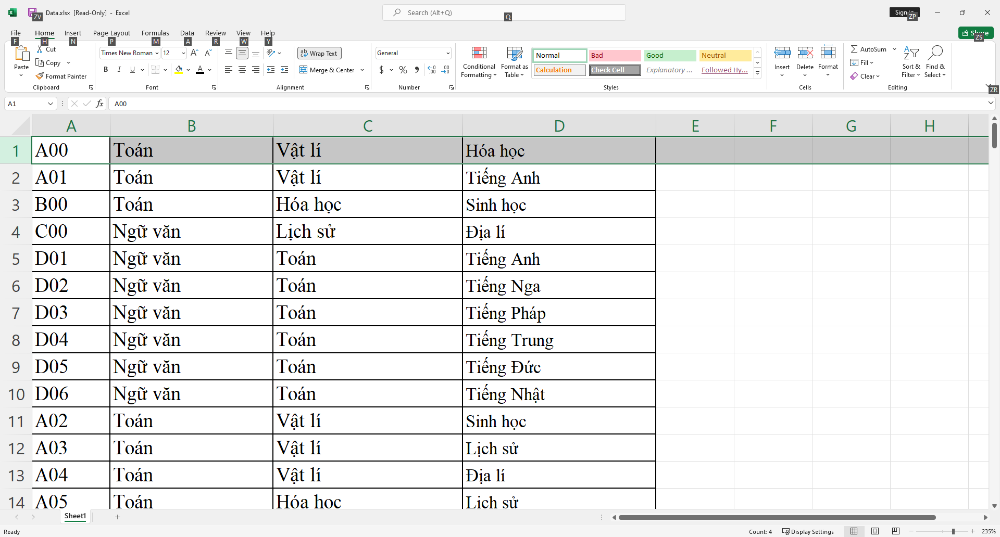 Data.xlsx [Read-Only] - Excel
Search (Alt+Q)
ZV
Q
ZP
File Home Insert Page Layout Formulas Data Review View Help
Share
F H N P M A R W Y
ZS
Cut
Copy
Format Painter
Paste
Clipboard
Times New Roman 12
B I U
Font
Wrap Text
Merge & Center
Alignment
General
$ % ,
Number
Conditional Formatting
Format as Table
Normal Bad Good Neutral
Calculation Check Cell Explanatory ... Followed Hy...
Styles
Insert Delete Format
Cells
AutoSum
Fill
Clear
Sort & Filter
Find & Select
Editing
ZR
A1 fx A00
A B C D E F G H
1 A00 Toán Vật lí Hóa học
2 A01 Toán Vật lí Tiếng Anh
3 B00 Toán Hóa học Sinh học
4 C00 Ngữ văn Lịch sử Địa lí
5 D01 Ngữ văn Toán Tiếng Anh
6 D02 Ngữ văn Toán Tiếng Nga
7 D03 Ngữ văn Toán Tiếng Pháp
8 D04 Ngữ văn Toán Tiếng Trung
9 D05 Ngữ văn Toán Tiếng Đức
10 D06 Ngữ văn Toán Tiếng Nhật
11 A02 Toán Vật lí Sinh học
12 A03 Toán Vật lí Lịch sử
13 A04 Toán Vật lí Địa lí
14 A05 Toán Hóa học Lịch sử
Sheet1
Ready
Count: 4 Display Settings 235%